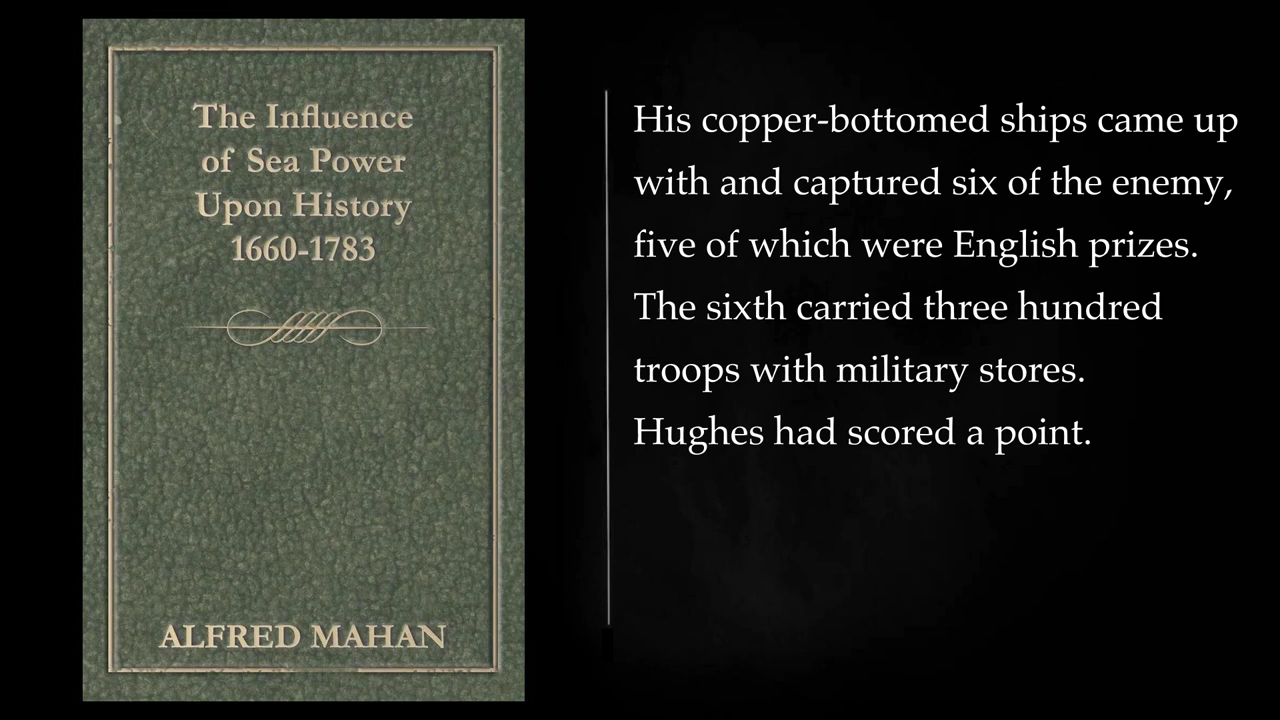 The Influence
of Sea Power
Upon History
1660-1783
ALFRED MAHAN
His copper-bottomed ships came up
with and captured six of the enemy,
five of which were English prizes.
The sixth carried three hundred
troops with military stores.
Hughes had scored a point.